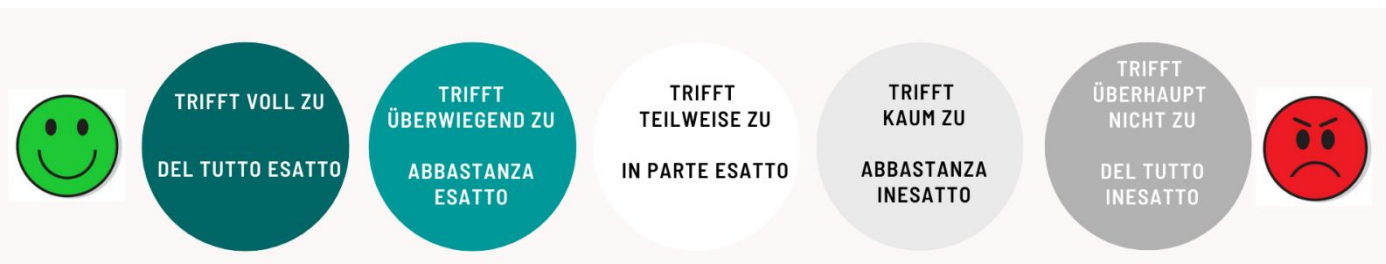 TRIFFT VOLL ZU
DEL TUTTO ESATTO
TRIFFT
ÜBERWIEGEND ZU
ABBASTANZA
ESATTO
TRIFFT
TEILWEISE ZU
IN PARTE ESATTO
TRIFFT
KAUM ZU
ABBASTANZA
INESATTO
TRIFFT
ÜBERHAUPT
NICHT ZU
DEL TUTTO
INESATTO